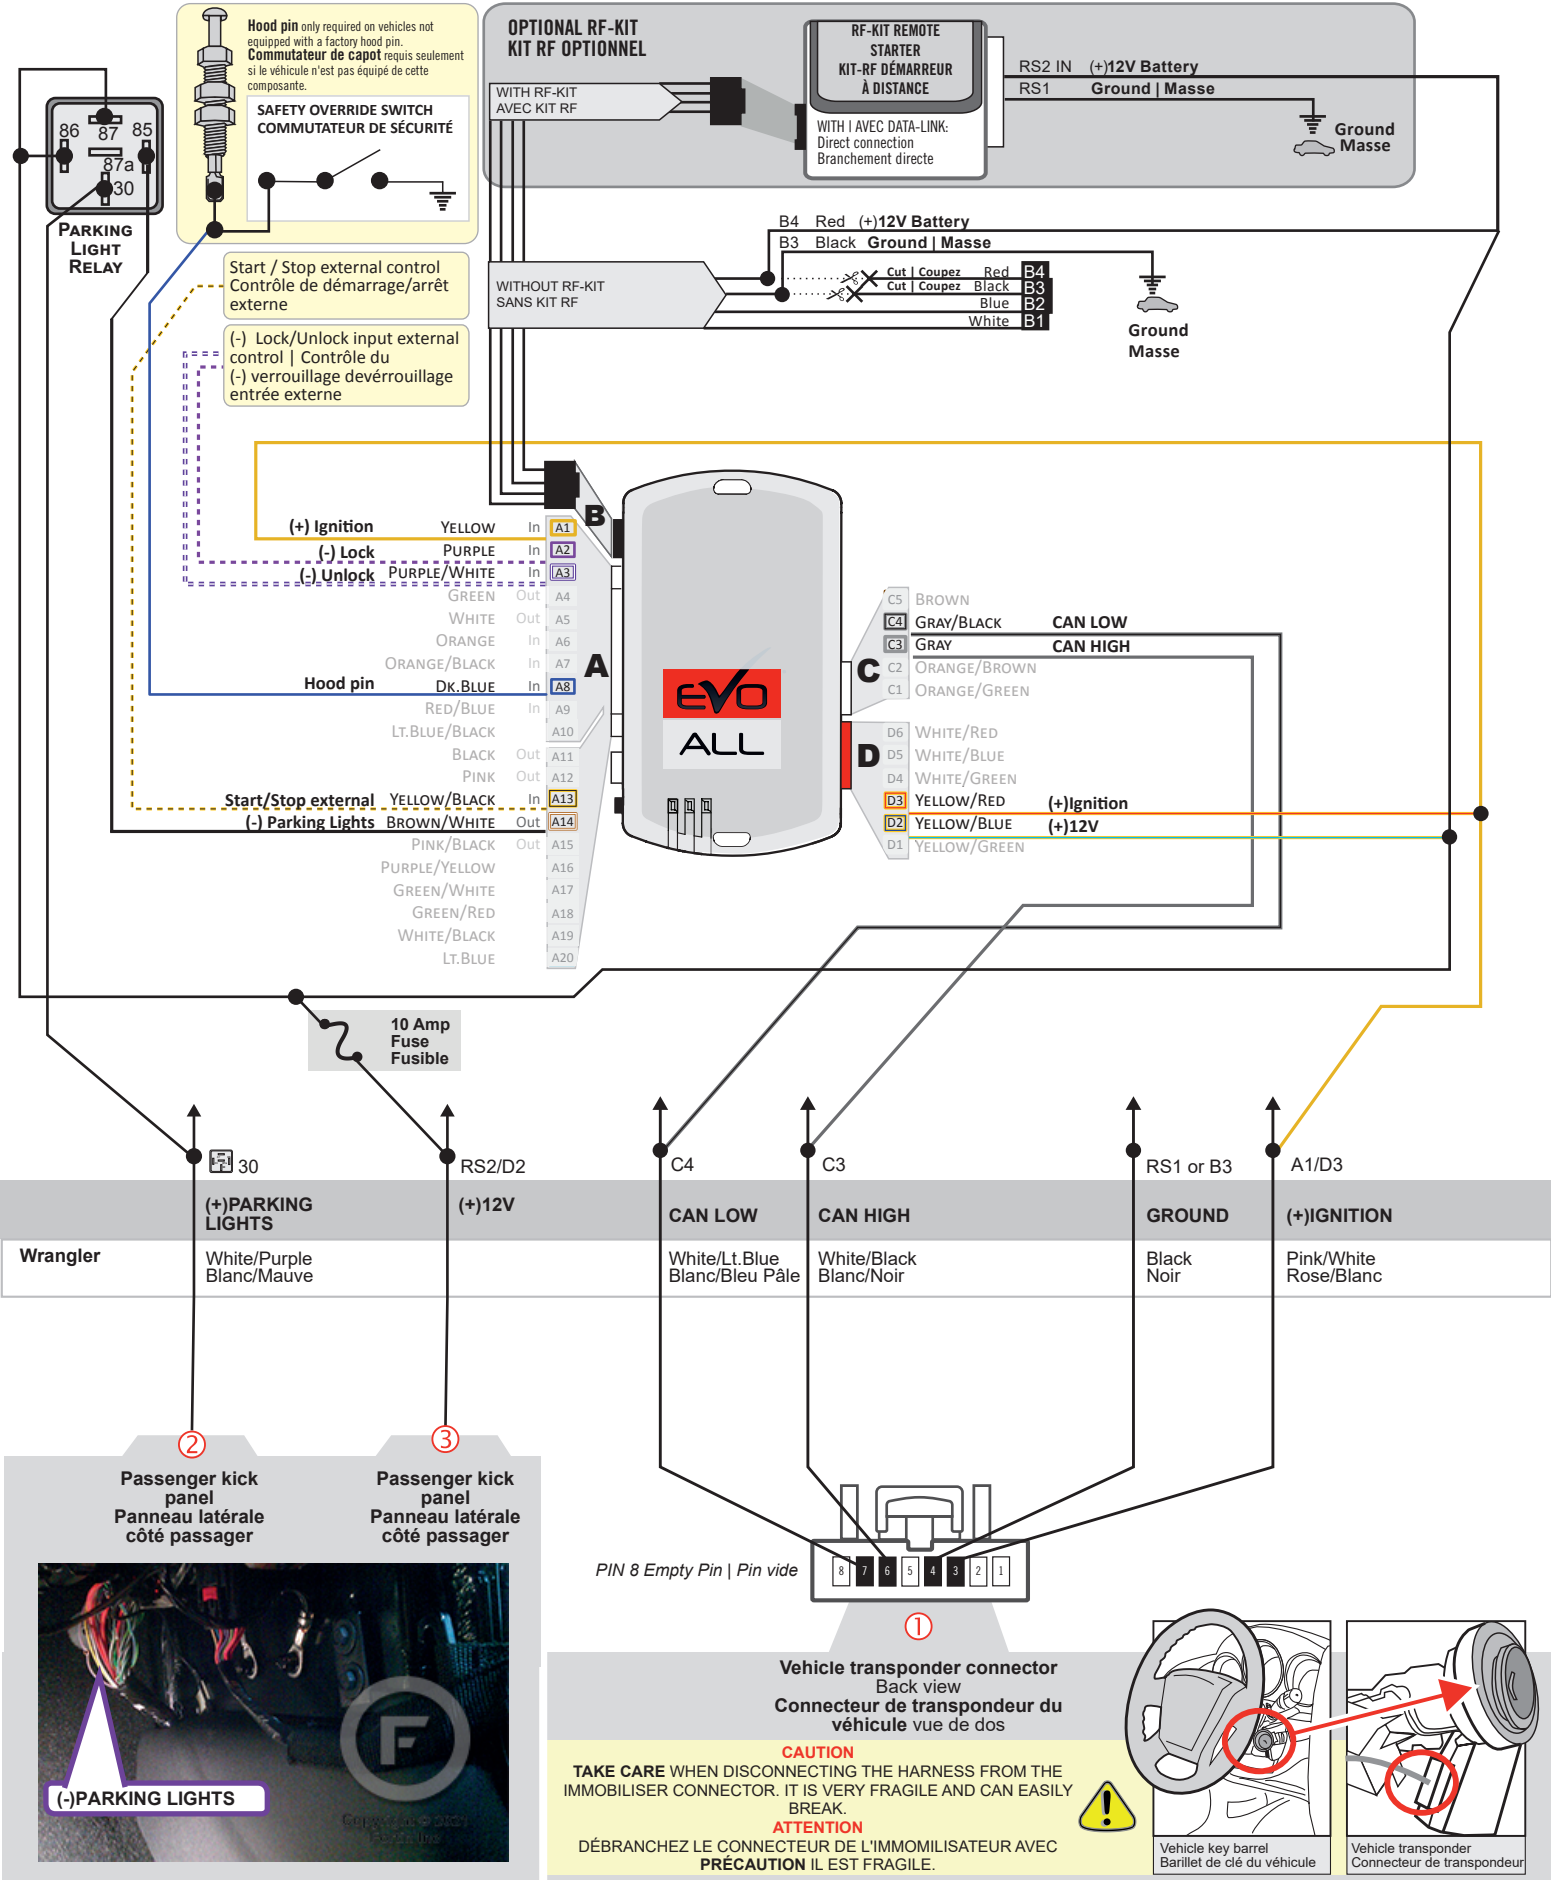 Hood pin only required on vehicles not
equipped with a factory hood pin.
Commutateur de capot requis seulement
si le véhicule n'est pas équipé de cette
composante.
SAFETY OVERRIDE SWITCH
COMMUTATEUR DE SÉCURITÉ
OPTIONAL RF-KIT
KIT RF OPTIONNEL
RF-KIT REMOTE
STARTER
KIT-RF DÉMARREUR
À DISTANCE
WITH | AVEC DATA-LINK:
Direct connection
Branchement directe
RS2 IN (+)12V Battery
RS1 Ground | Masse
Ground
Masse
WITH RF-KIT
AVEC KIT RF
86
87
85
87a
30
PARKING
LIGHT
RELAY
B4 Red (+)12V Battery
B3 Black Ground | Masse
WITHOUT RF-KIT
SANS KIT RF
Cut | Coupez Red B4
Cut | Coupez Black B3
Blue B2
White B1
Ground
Masse
Start / Stop external control
Contrôle de démarrage/arrêt
externe
(-) Lock/Unlock input external
control | Contrôle du
(-) verrouillage devérrouillage
entrée externe
B
(+) Ignition YELLOW In A1
(-) Lock PURPLE In A2
(-) Unlock PURPLE/WHITE In A3
GREEN Out A4
WHITE Out A5
ORANGE In A6
ORANGE/BLACK In A7
Hood pin DK.BLUE In A8
RED/BLUE In A9
LT.BLUE/BLACK A10
BLACK Out A11
PINK Out A12
Start/Stop external YELLOW/BLACK In A13
(-) Parking Lights BROWN/WHITE Out A14
PINK/BLACK Out A15
PURPLE/YELLOW A16
GREEN/WHITE A17
GREEN/RED A18
WHITE/BLACK A19
LT.BLUE A20
A
EVO
ALL
C
C5 BROWN
C4 GRAY/BLACK CAN LOW
C3 GRAY CAN HIGH
C2 ORANGE/BROWN
C1 ORANGE/GREEN
D
D6 WHITE/RED
D5 WHITE/BLUE
D4 WHITE/GREEN
D3 YELLOW/RED (+)Ignition
D2 YELLOW/BLUE (+)12V
D1 YELLOW/GREEN
10 Amp
Fuse
Fusible
30
RS2/D2
C4
C3
RS1 or B3
A1/D3
(+)PARKING
LIGHTS
(+)12V
CAN LOW
CAN HIGH
GROUND
(+)IGNITION
Wrangler
White/Purple
Blanc/Mauve
White/Lt.Blue
Blanc/Bleu Pâle
White/Black
Blanc/Noir
Black
Noir
Pink/White
Rose/Blanc
2
Passenger kick
panel
Panneau latérale
côté passager
3
Passenger kick
panel
Panneau latérale
côté passager
F
Copyright © 2021
Fortin Inc
(-)PARKING LIGHTS
PIN 8 Empty Pin | Pin vide
8 7 6 5 4 3 2 1
1
Vehicle transponder connector
Back view
Connecteur de transpondeur du
véhicule vue de dos
CAUTION
TAKE CARE WHEN DISCONNECTING THE HARNESS FROM THE
IMMOBILISER CONNECTOR. IT IS VERY FRAGILE AND CAN EASILY
BREAK.
ATTENTION
DÉBRANCHEZ LE CONNECTEUR DE L'IMMOMILISATEUR AVEC
PRÉCAUTION IL EST FRAGILE.
!
Vehicle key barrel
Barillet de clé du véhicule
Vehicle transponder
Connecteur de transpondeur